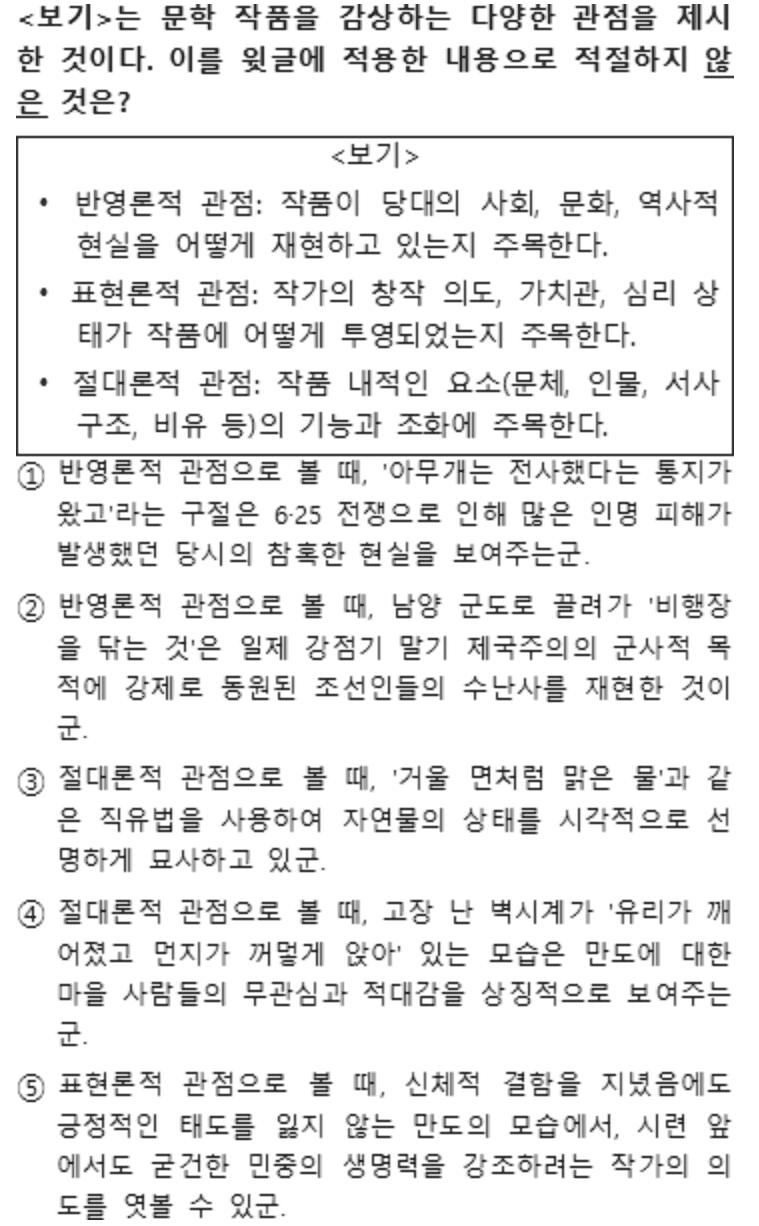 <보기>는 문학 작품을 감상하는 다양한 관점을 제시
한 것이다. 이를 윗글에 적용한 내용으로 적절하지 않
은 것은?
<보기>
• 반영론적 관점: 작품이 당대의 사회, 문화, 역사적
현실을 어떻게 재현하고 있는지 주목한다.
• 표현론적 관점: 작가의 창작 의도, 가치관, 심리 상
태가 작품에 어떻게 투영되었는지 주목한다.
• 절대론적 관점: 작품 내적인 요소(문체, 인물, 서사
구조, 비유 등)의 기능과 조화에 주목한다.
① 반영론적 관점으로 볼 때, '아무개는 전사했다는 통지가
왔고'라는 구절은 6·25 전쟁으로 인해 많은 인명 피해가
발생했던 당시의 참혹한 현실을 보여주는군.
② 반영론적 관점으로 볼 때, 남양 군도로 끌려가 '비행장
을 닦는 것'은 일제 강점기 말기 제국주의의 군사적 목
적에 강제로 동원된 조선인들의 수난사를 재현한 것이
군.
③ 절대론적 관점으로 볼 때, '거울 면처럼 맑은 물'과 같
은 직유법을 사용하여 자연물의 상태를 시각적으로 선
명하게 묘사하고 있군.
④ 절대론적 관점으로 볼 때, 고장 난 벽시계가 '유리가 깨
어졌고 먼지가 꺼멓게 앉아' 있는 모습은 만도에 대한
마을 사람들의 무관심과 적대감을 상징적으로 보여주는
군.
⑤ 표현론적 관점으로 볼 때, 신체적 결함을 지녔음에도
긍정적인 태도를 잃지 않는 만도의 모습에서, 시련 앞
에서도 굳건한 민중의 생명력을 강조하려는 작가의 의
도를 엿볼 수 있군.